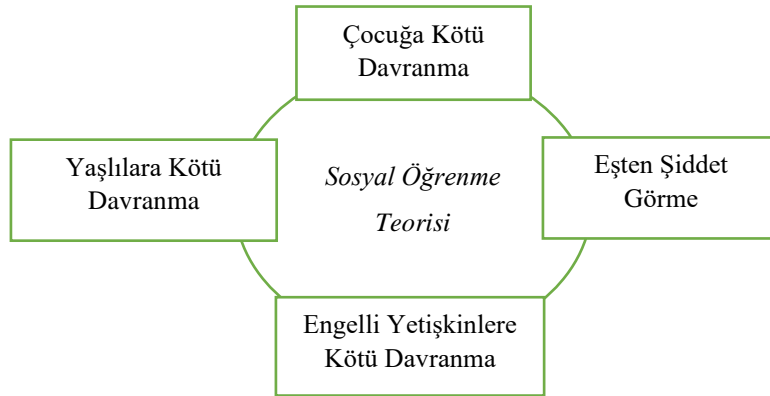 Çocuğa Kötü
Davranma
Yaşlılara Kötü
Davranma
Sosyal Öğrenme
Teorisi
Eşten Şiddet
Görme
Engelli Yetişkinlere
Kötü Davranma